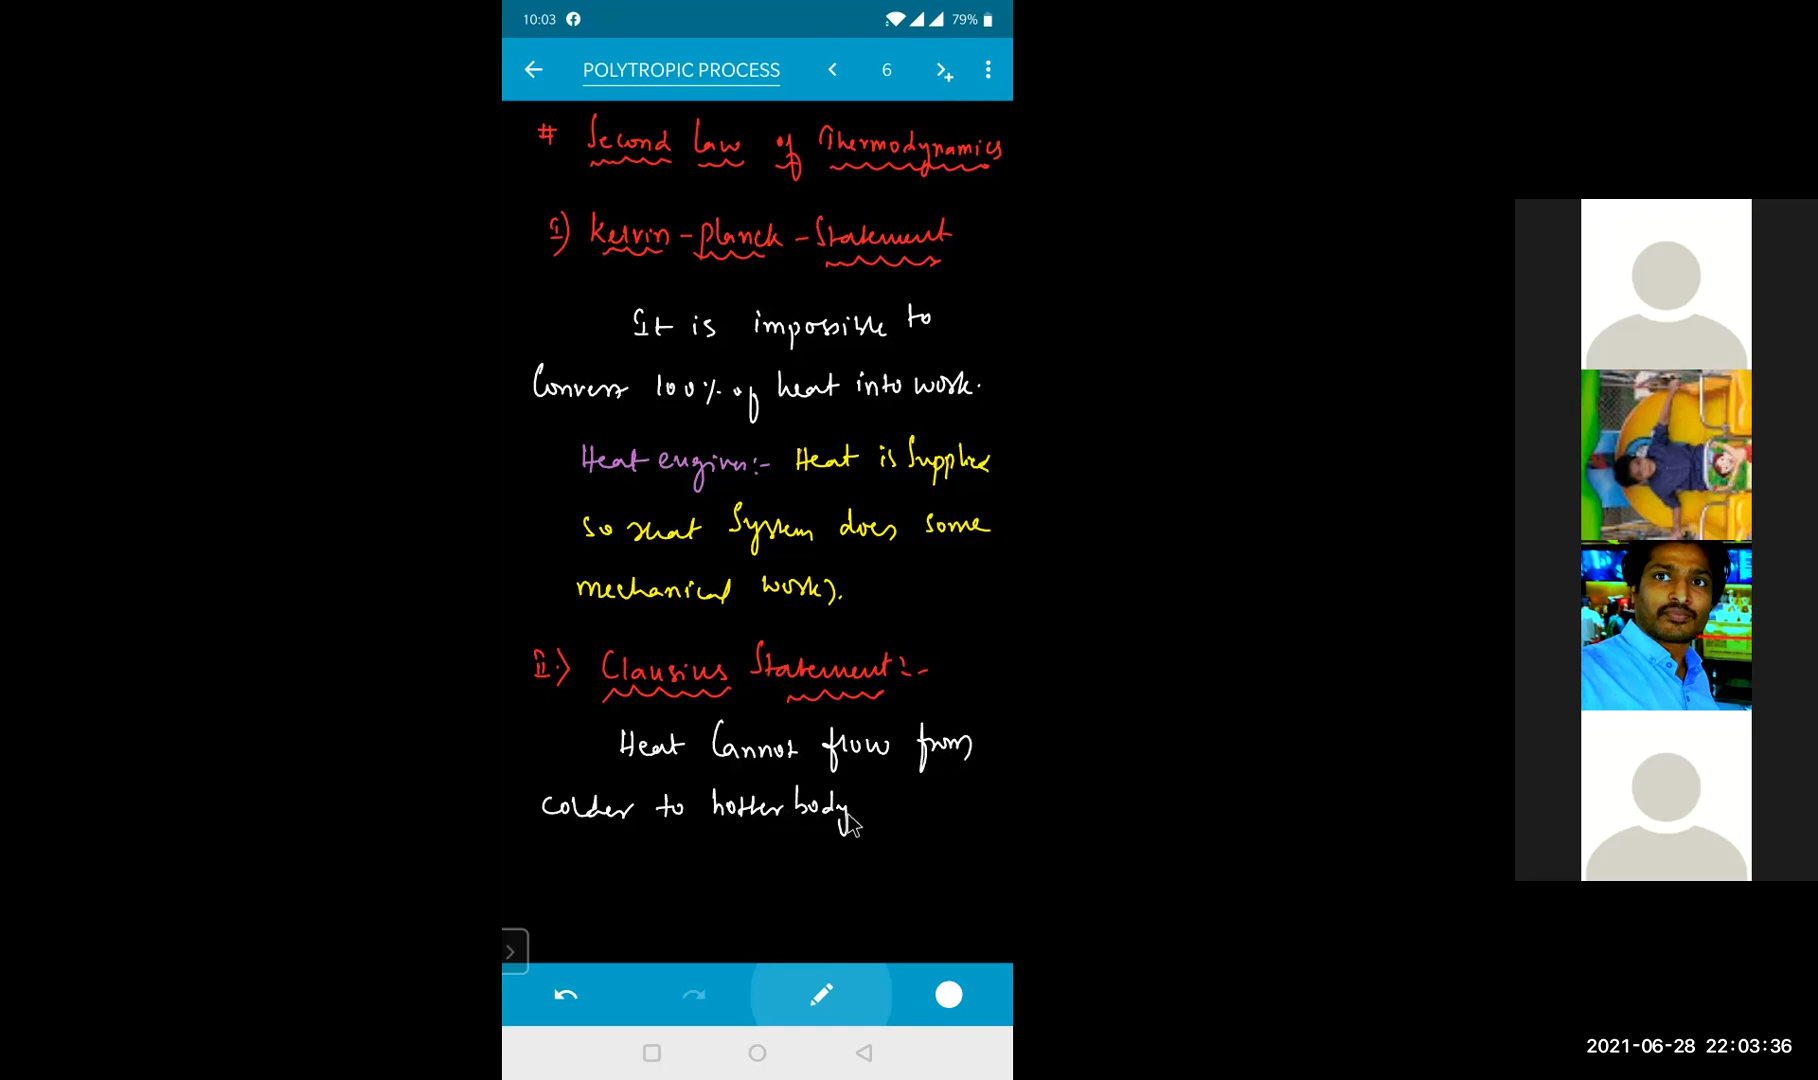 10:03 79%
POLYTROPIC PROCESS 6
# Second Law of Thermodynamics
I) Kelvin-planck-Statement
It is impossible to
Convert 100% of heat into work.
Heat engine:- Heat is Supplied
so that System does some
mechanical work).
II.) Clausius Statement:-
Heat Cannot flow from
colder to hotter body
2021-06-28 22:03:36